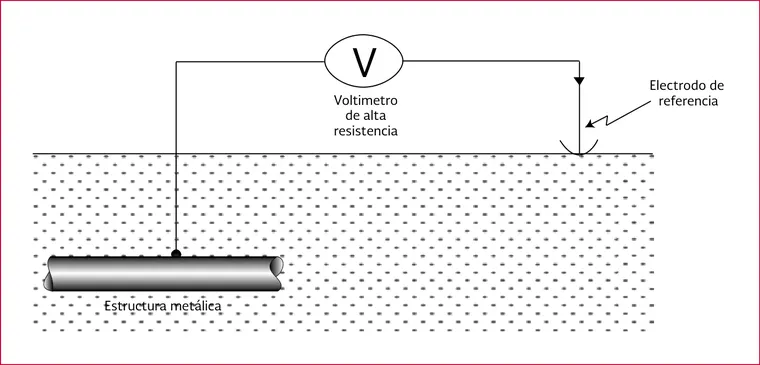 V
Voltimetro
de alta
resistencia
Electrodo de
referencia
Estructura metálica